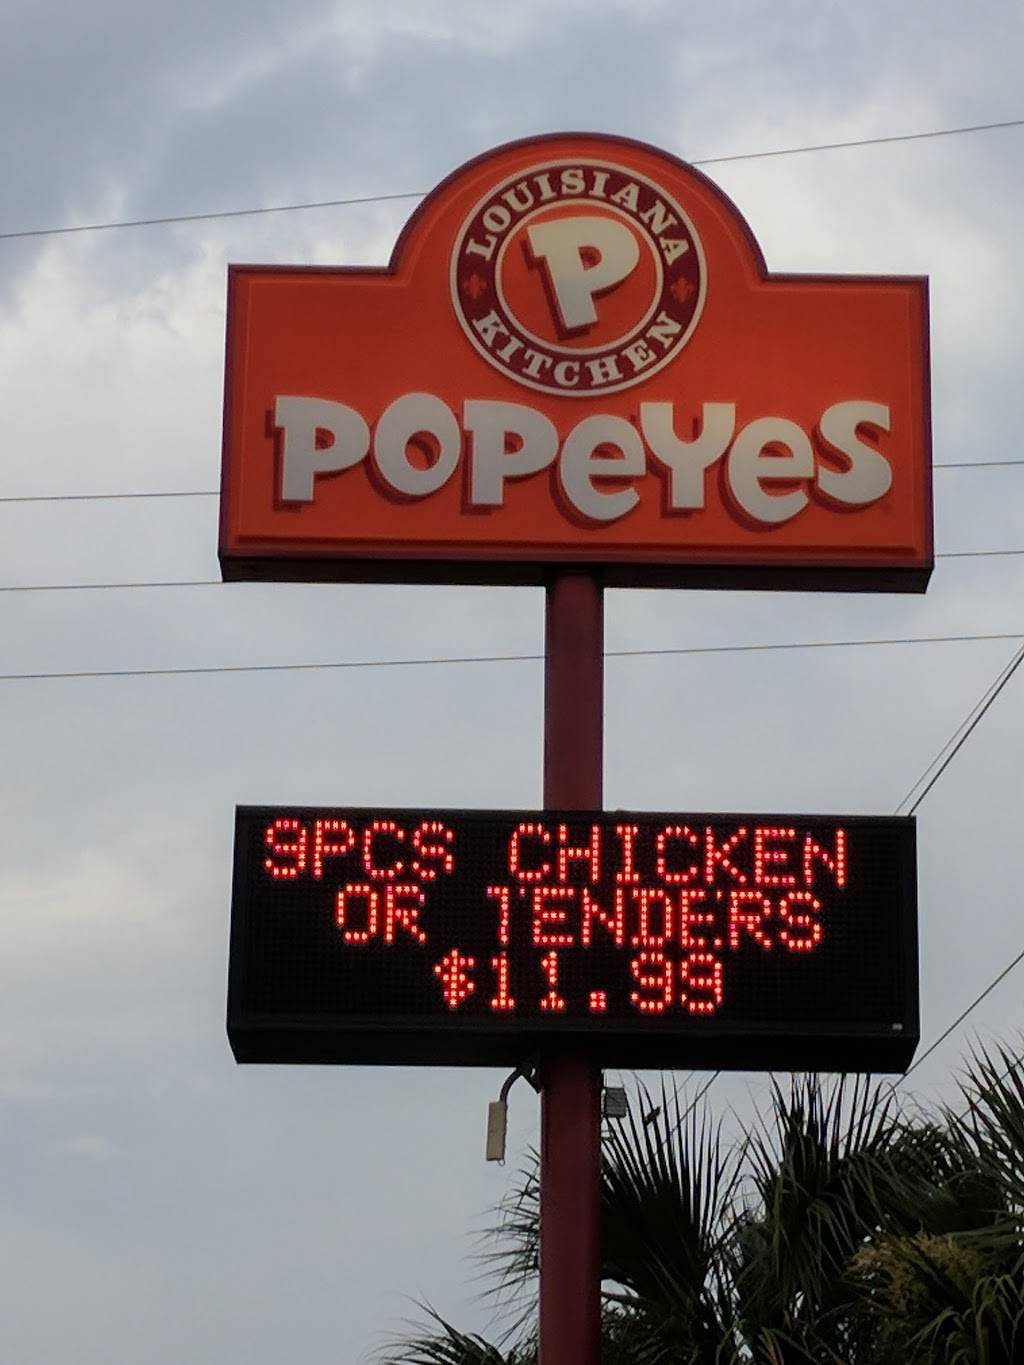 LOUISIANA
P
KITCHEN
POPEYES
9PCS CHICKEN
OR TENDERS
$11.99